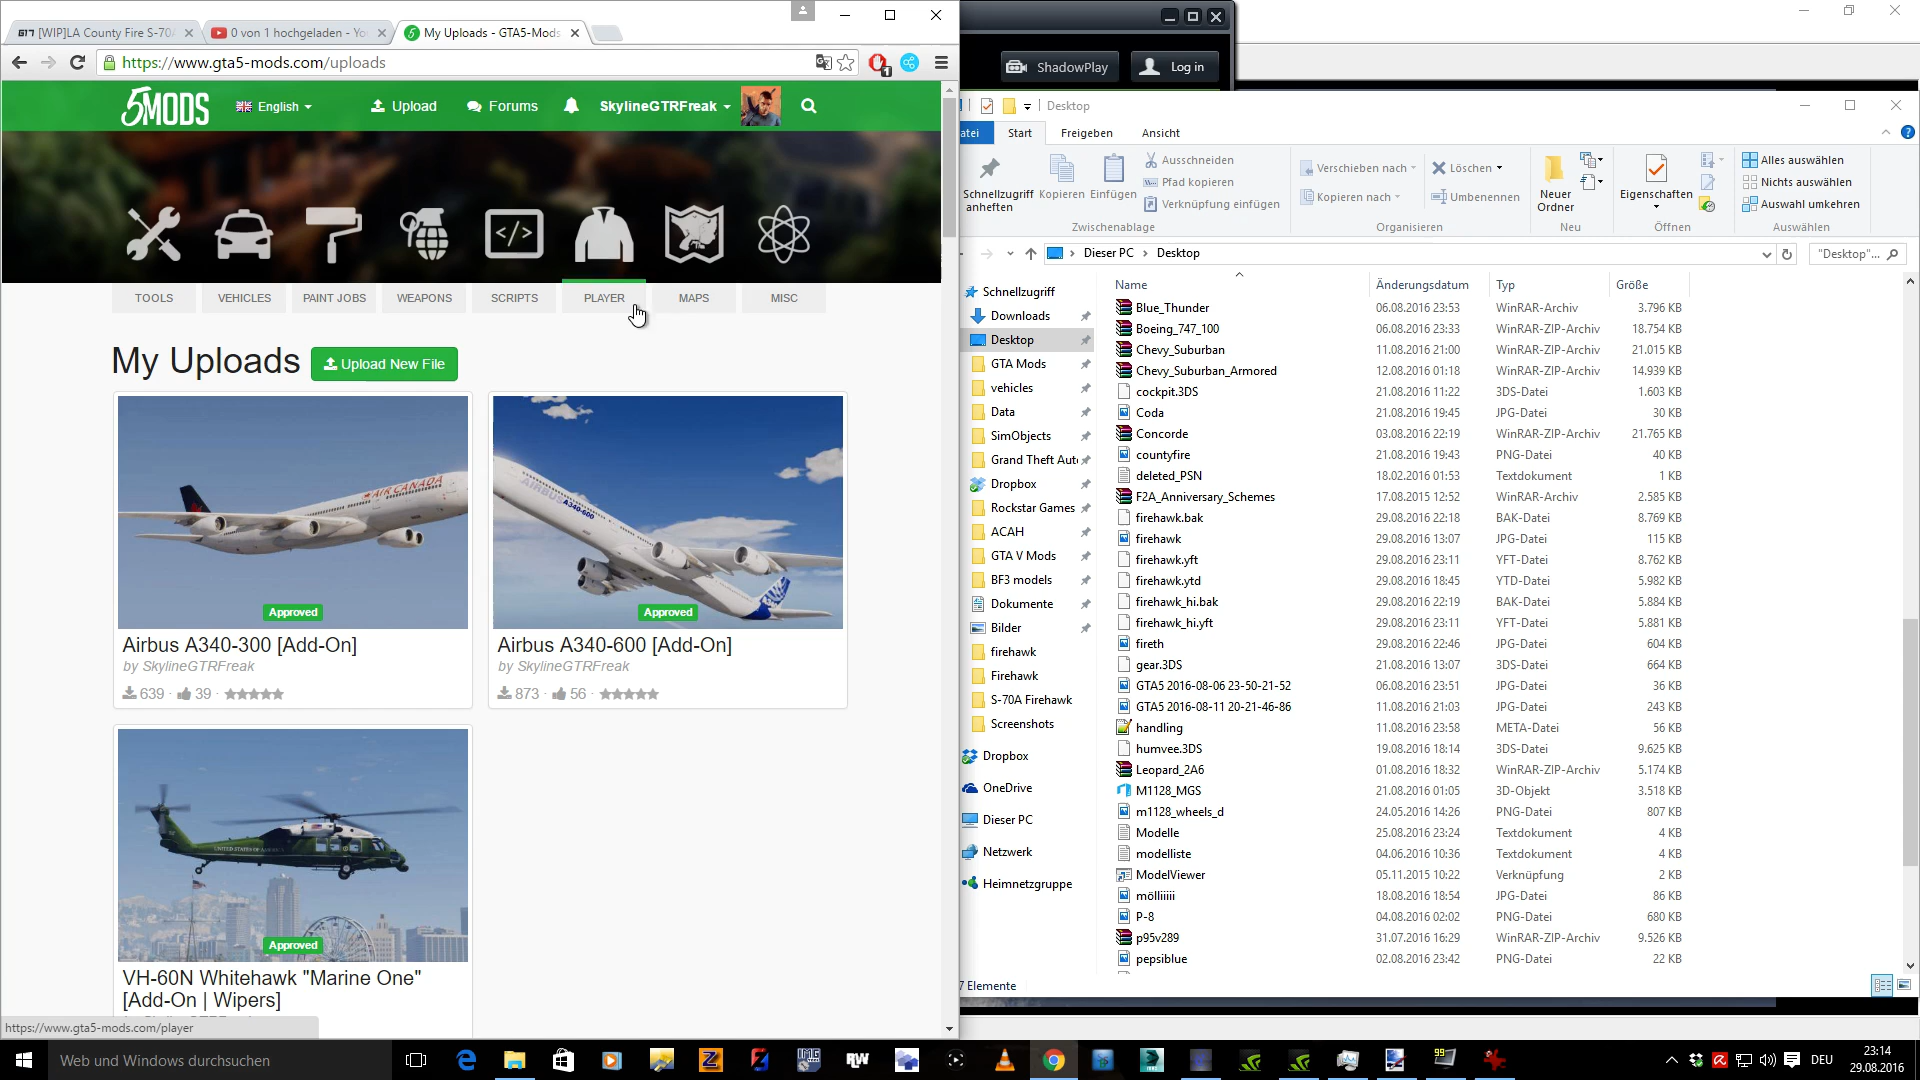 [WIP]LA County Fire S-70
0 von 1 hochgeladen - Yo
My Uploads - GTA5-Mods
https://www.gta5-mods.com/uploads
5MODS
English
Upload
Forums
SkylineGTRFreak
TOOLS
VEHICLES
PAINT JOBS
WEAPONS
SCRIPTS
PLAYER
MAPS
MISC
My Uploads
Upload New File
AIR CANADA
Approved
Airbus A340-300 [Add-On]
by SkylineGTRFreak
639 · 39 ·
AIRBUS A340-600
Approved
Airbus A340-600 [Add-On]
by SkylineGTRFreak
873 · 56 ·
UNITED STATES OF AMERICA
Approved
VH-60N Whitehawk "Marine One"
[Add-On | Wipers]
https://www.gta5-mods.com/player
ShadowPlay
Log in
Desktop
atei
Start
Freigeben
Ansicht
Schnellzugriff
anheften
Kopieren
Einfügen
Ausschneiden
Pfad kopieren
Verknüpfung einfügen
Zwischenablage
Verschieben nach
Kopieren nach
Löschen
Umbenennen
Organisieren
Neuer
Ordner
Neu
Eigenschaften
Öffnen
Alles auswählen
Nichts auswählen
Auswahl umkehren
Auswählen
Dieser PC
Desktop
"Desktop"...
Schnellzugriff
Downloads
Desktop
GTA Mods
vehicles
Data
SimObjects
Grand Theft Aut
Dropbox
Rockstar Games
ACAH
GTA V Mods
BF3 models
Dokumente
Bilder
firehawk
Firehawk
S-70A Firehawk
Screenshots
Dropbox
OneDrive
Dieser PC
Netzwerk
Heimnetzgruppe
Name Änderungsdatum Typ Größe
Blue_Thunder 06.08.2016 23:53 WinRAR-Archiv 3.796 KB
Boeing_747_100 06.08.2016 23:33 WinRAR-ZIP-Archiv 18.754 KB
Chevy_Suburban 11.08.2016 21:00 WinRAR-ZIP-Archiv 21.015 KB
Chevy_Suburban_Armored 12.08.2016 01:18 WinRAR-ZIP-Archiv 14.939 KB
cockpit.3DS 21.08.2016 11:22 3DS-Datei 1.603 KB
Coda 21.08.2016 19:45 JPG-Datei 30 KB
Concorde 03.08.2016 22:19 WinRAR-ZIP-Archiv 21.765 KB
countyfire 21.08.2016 19:43 PNG-Datei 40 KB
deleted_PSN 18.02.2016 01:53 Textdokument 1 KB
F2A_Anniversary_Schemes 17.08.2015 12:52 WinRAR-Archiv 2.585 KB
firehawk.bak 29.08.2016 22:18 BAK-Datei 8.769 KB
firehawk 29.08.2016 13:07 JPG-Datei 115 KB
firehawk.yft 29.08.2016 23:11 YFT-Datei 8.762 KB
firehawk.ytd 29.08.2016 18:45 YTD-Datei 5.982 KB
firehawk_hi.bak 29.08.2016 22:19 BAK-Datei 5.884 KB
firehawk_hi.yft 29.08.2016 23:11 YFT-Datei 5.881 KB
fireth 29.08.2016 22:46 JPG-Datei 604 KB
gear.3DS 21.08.2016 13:07 3DS-Datei 664 KB
GTA5 2016-08-06 23-50-21-52 06.08.2016 23:51 JPG-Datei 36 KB
GTA5 2016-08-11 20-21-46-86 11.08.2016 21:03 JPG-Datei 243 KB
handling 11.08.2016 23:58 META-Datei 56 KB
humvee.3DS 19.08.2016 18:14 3DS-Datei 9.625 KB
Leopard_2A6 01.08.2016 18:32 WinRAR-ZIP-Archiv 5.174 KB
M1128_MGS 21.08.2016 01:05 3D-Objekt 3.518 KB
m1128_wheels_d 24.05.2016 14:26 PNG-Datei 807 KB
Modelle 25.08.2016 23:24 Textdokument 4 KB
modelliste 04.06.2016 10:36 Textdokument 4 KB
ModelViewer 05.11.2015 10:22 Verknüpfung 2 KB
mölliiiii 18.08.2016 18:54 JPG-Datei 86 KB
P-8 04.08.2016 02:02 PNG-Datei 680 KB
p95v289 31.07.2016 16:29 WinRAR-ZIP-Archiv 9.526 KB
pepsiblue 02.08.2016 23:42 PNG-Datei 22 KB
7 Elemente
Web und Windows durchsuchen
DEU
23:14
29.08.2016